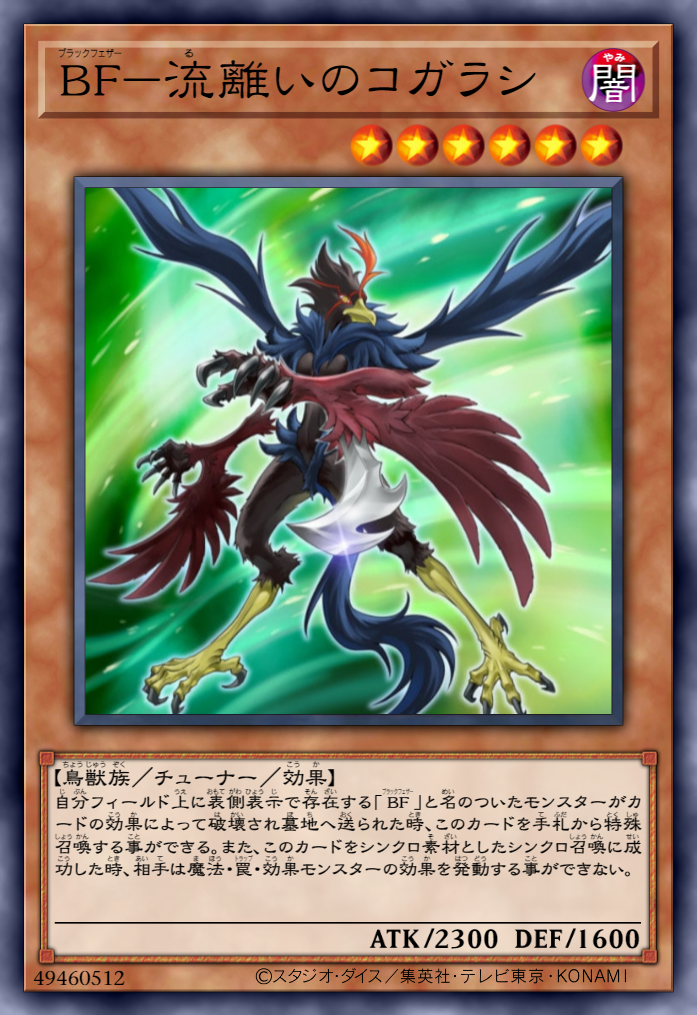 BF－流離いのコガラシ
闇
【鳥獣族／チューナー／効果】
自分フィールド上に表側表示で存在する「BF」と名のついたモンスターがカ
ードの効果によって破壊され墓地へ送られた時、このカードを手札から特殊
召喚する事ができる。また、このカードをシンクロ素材としたシンクロ召喚に成
功した時、相手は魔法・罠・効果モンスターの効果を発動する事ができない。
ATK/2300 DEF/1600
49460512 ©スタジオ・ダイス／集英社・テレビ東京・KONAMI